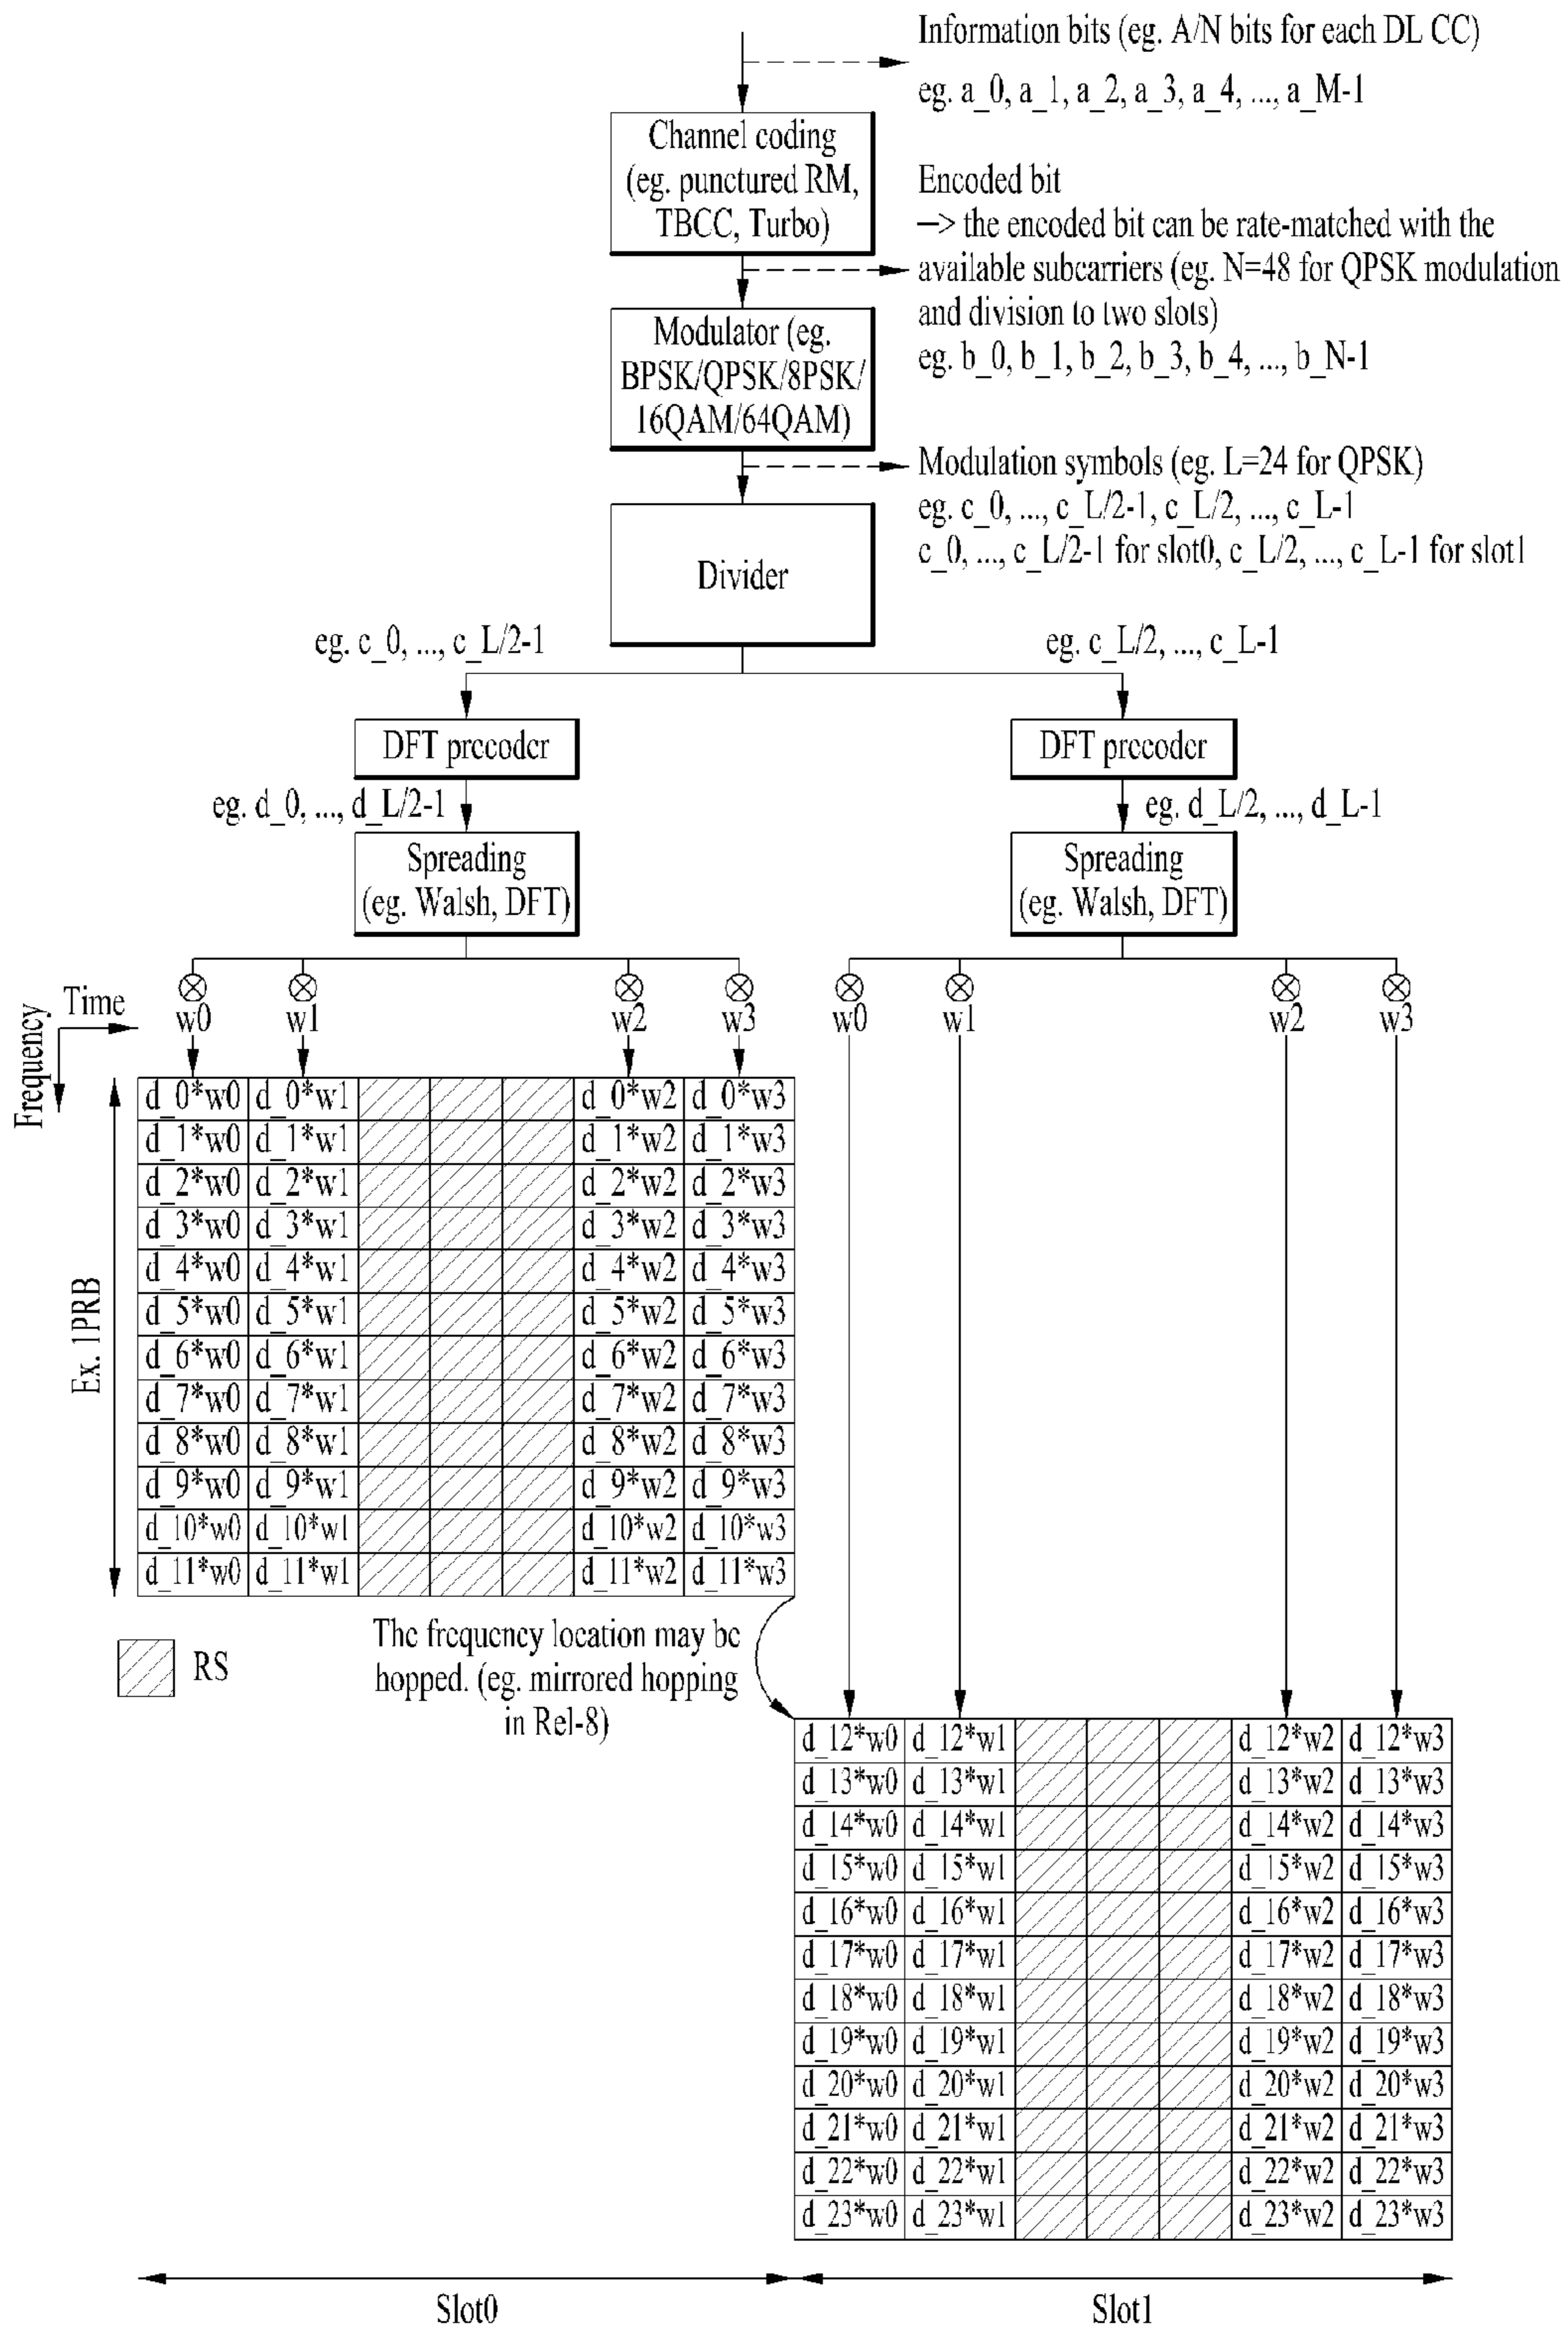 Information bits (eg. A/N bits for each DL CC)
eg. a_0, a_1, a_2, a_3, a_4, ..., a_M-1
Channel coding
(eg. punctured RM,
TBCC, Turbo)
Encoded bit
—> the encoded bit can be rate-matched with the
available subcarriers (eg. N=48 for QPSK modulation
and division to two slots)
eg. b_0, b_1, b_2, b_3, b_4, ..., b_N-1
Modulator (eg.
BPSK/QPSK/8PSK/
16QAM/64QAM)
Modulation symbols (eg. L=24 for QPSK)
eg. c_0, ..., c_L/2-1, c_L/2, ..., c_L-1
c_0, ..., c_L/2-1 for slot0, c_L/2, ..., c_L-1 for slot1
Divider
eg. c_0, ..., c_L/2-1
eg. c_L/2, ..., c_L-1
DFT precoder
DFT precoder
eg. d_0, ..., d_L/2-1
eg. d_L/2, ..., d_L-1
Spreading
(eg. Walsh, DFT)
Spreading
(eg. Walsh, DFT)
Time
Frequency
w0 w1 w2 w3 w0 w1 w2 w3
d_0*w0 d_0*w1 d_0*w2 d_0*w3
d_1*w0 d_1*w1 d_1*w2 d_1*w3
d_2*w0 d_2*w1 d_2*w2 d_2*w3
d_3*w0 d_3*w1 d_3*w2 d_3*w3
d_4*w0 d_4*w1 d_4*w2 d_4*w3
d_5*w0 d_5*w1 d_5*w2 d_5*w3
d_6*w0 d_6*w1 d_6*w2 d_6*w3
d_7*w0 d_7*w1 d_7*w2 d_7*w3
d_8*w0 d_8*w1 d_8*w2 d_8*w3
d_9*w0 d_9*w1 d_9*w2 d_9*w3
d_10*w0 d_10*w1 d_10*w2 d_10*w3
d_11*w0 d_11*w1 d_11*w2 d_11*w3
Ex. 1PRB
RS
The frequency location may be
hopped. (eg. mirrored hopping
in Rel-8)
d_12*w0 d_12*w1 d_12*w2 d_12*w3
d_13*w0 d_13*w1 d_13*w2 d_13*w3
d_14*w0 d_14*w1 d_14*w2 d_14*w3
d_15*w0 d_15*w1 d_15*w2 d_15*w3
d_16*w0 d_16*w1 d_16*w2 d_16*w3
d_17*w0 d_17*w1 d_17*w2 d_17*w3
d_18*w0 d_18*w1 d_18*w2 d_18*w3
d_19*w0 d_19*w1 d_19*w2 d_19*w3
d_20*w0 d_20*w1 d_20*w2 d_20*w3
d_21*w0 d_21*w1 d_21*w2 d_21*w3
d_22*w0 d_22*w1 d_22*w2 d_22*w3
d_23*w0 d_23*w1 d_23*w2 d_23*w3
Slot0
Slot1